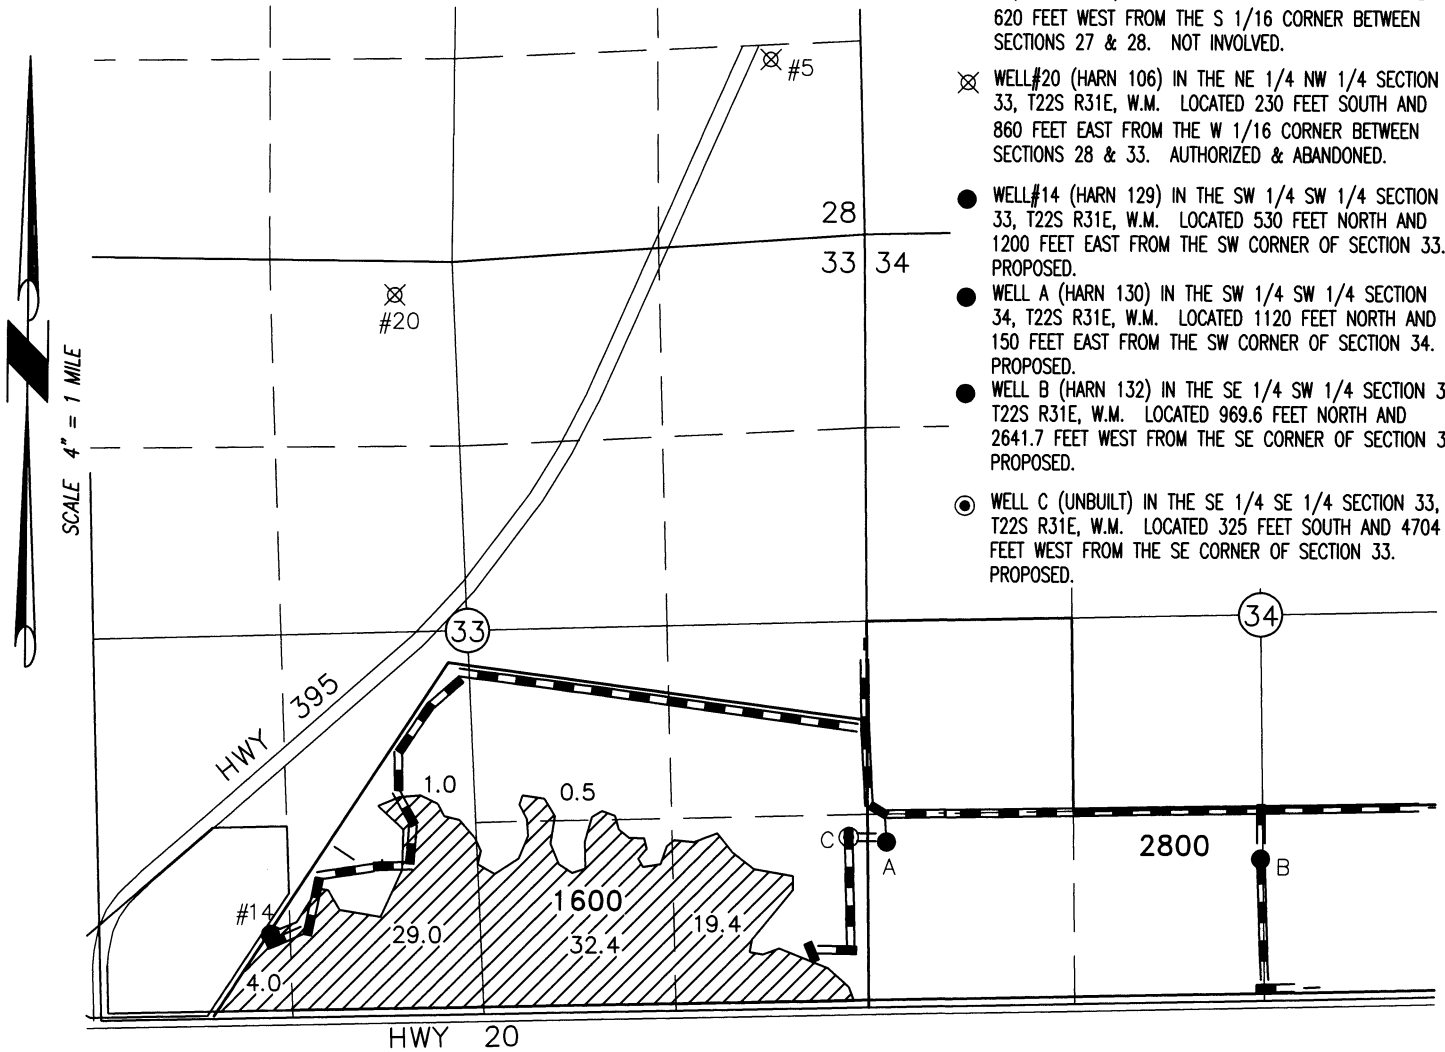 620 FEET WEST FROM THE S 1/16 CORNER BETWEEN
SECTIONS 27 & 28. NOT INVOLVED.
WELL#20 (HARN 106) IN THE NE 1/4 NW 1/4 SECTION
33, T22S R31E, W.M. LOCATED 230 FEET SOUTH AND
860 FEET EAST FROM THE W 1/16 CORNER BETWEEN
SECTIONS 28 & 33. AUTHORIZED & ABANDONED.
WELL#14 (HARN 129) IN THE SW 1/4 SW 1/4 SECTION
33, T22S R31E, W.M. LOCATED 530 FEET NORTH AND
1200 FEET EAST FROM THE SW CORNER OF SECTION 33.
PROPOSED.
WELL A (HARN 130) IN THE SW 1/4 SW 1/4 SECTION
34, T22S R31E, W.M. LOCATED 1120 FEET NORTH AND
150 FEET EAST FROM THE SW CORNER OF SECTION 34.
PROPOSED.
WELL B (HARN 132) IN THE SE 1/4 SW 1/4 SECTION 3
T22S R31E, W.M. LOCATED 969.6 FEET NORTH AND
2641.7 FEET WEST FROM THE SE CORNER OF SECTION 3
PROPOSED.
WELL C (UNBUILT) IN THE SE 1/4 SE 1/4 SECTION 33,
T22S R31E, W.M. LOCATED 325 FEET SOUTH AND 4704
FEET WEST FROM THE SE CORNER OF SECTION 33.
PROPOSED.
#5
28
33 34
#20
SCALE 4" = 1 MILE
33
34
HWY 395
1.0
0.5
C
A
2800
B
#14
1600
29.0
32.4
19.4
4.0
HWY 20